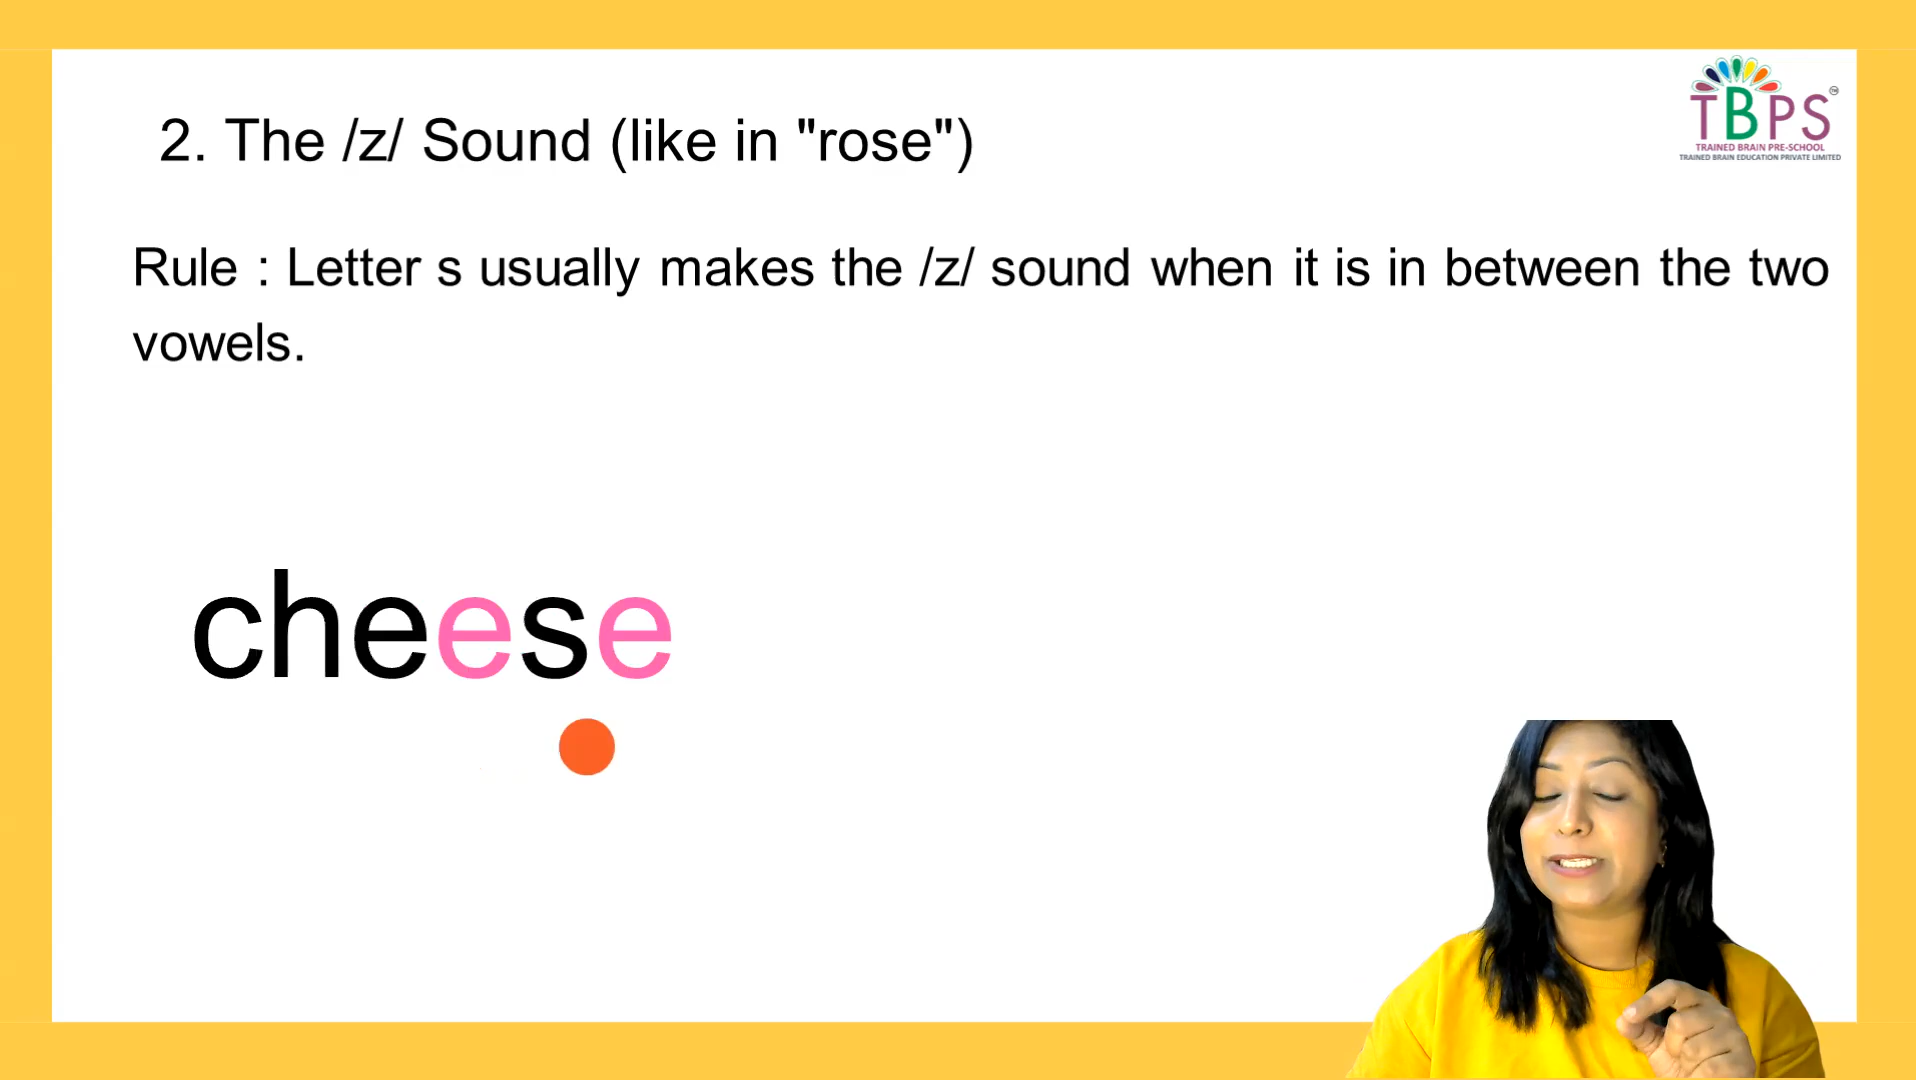 2. The /z/ Sound (like in "rose")
TBPS
TRAINED BRAIN PRE-SCHOOL
TRAINED BRAIN EDUCATION PRIVATE LIMITED
Rule : Letter s usually makes the /z/ sound when it is in between the two
vowels.
cheese